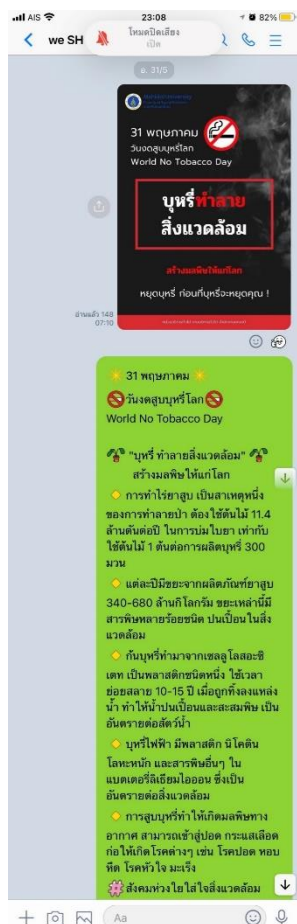 AIS
23:08
82%
we SH
โหมดปิดเสียง
เปิด
อ. 31/5
31 พฤษภาคม
วันงดสูบบุหรี่โลก
World No Tobacco Day
บุหรี่ทำลาย
สิ่งแวดล้อม
สร้างมลพิษให้แก่โลก
หยุดบุหรี่ ก่อนที่บุหรี่จะหยุดคุณ !
อ่านแล้ว 148
07:10
31 พฤษภาคม
วันงดสูบบุหรี่โลก
World No Tobacco Day
"บุหรี่ ทำลายสิ่งแวดล้อม"
สร้างมลพิษให้แก่โลก
การทำไร่ยาสูบ เป็นสาเหตุหนึ่ง
ของการทำลายป่า ต้องใช้ต้นไม้ 11.4
ล้านตันต่อปี ในการบ่มใบยา เท่ากับ
ใช้ต้นไม้ 1 ต้นต่อการผลิตบุหรี่ 300
มวน
แต่ละปีมีขยะจากผลิตภัณฑ์ยาสูบ
340-680 ล้านกิโลกรัม ขยะเหล่านี้มี
สารพิษหลายร้อยชนิด ปนเปื้อนในสิ่ง
แวดล้อม
ก้นบุหรี่ทำมาจากเซลลูโลสอะซิ
เตท เป็นพลาสติกชนิดหนึ่ง ใช้เวลา
ย่อยสลาย 10-15 ปี เมื่อถูกทิ้งลงแหล่ง
น้ำ ทำให้น้ำปนเปื้อนและสะสมพิษ เป็น
อันตรายต่อสัตว์น้ำ
บุหรี่ไฟฟ้า มีพลาสติก นิโคติน
โลหะหนัก และสารพิษอื่นๆ ใน
แบตเตอรี่ลิเธียมไอออน ซึ่งเป็น
อันตรายต่อสิ่งแวดล้อม
การสูบบุหรี่ทำให้เกิดมลพิษทาง
อากาศ สามารถเข้าสู่ปอด กระแสเลือด
ก่อให้เกิดโรคต่างๆ เช่น โรคปอด หอบ
หืด โรคหัวใจ มะเร็ง
สังคมห่วงใยใส่ใจสิ่งแวดล้อม
Aa